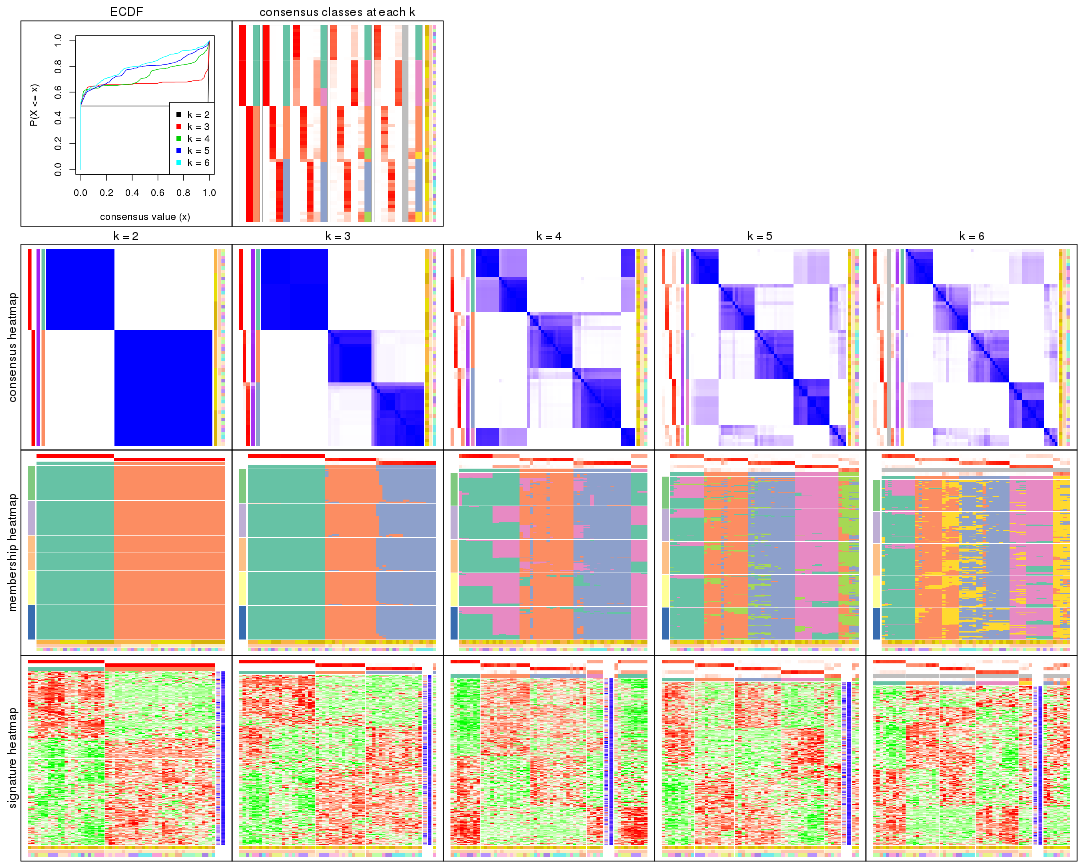 ECDF
consensus classes at each k
P(X <= x)
0.0
0.2
0.4
0.6
0.8
1.0
k = 2
k = 3
k = 4
k = 5
k = 6
0.0 0.2 0.4 0.6 0.8 1.0
consensus value (x)
k = 2
k = 3
k = 4
k = 5
k = 6
consensus heatmap
membership heatmap
signature heatmap